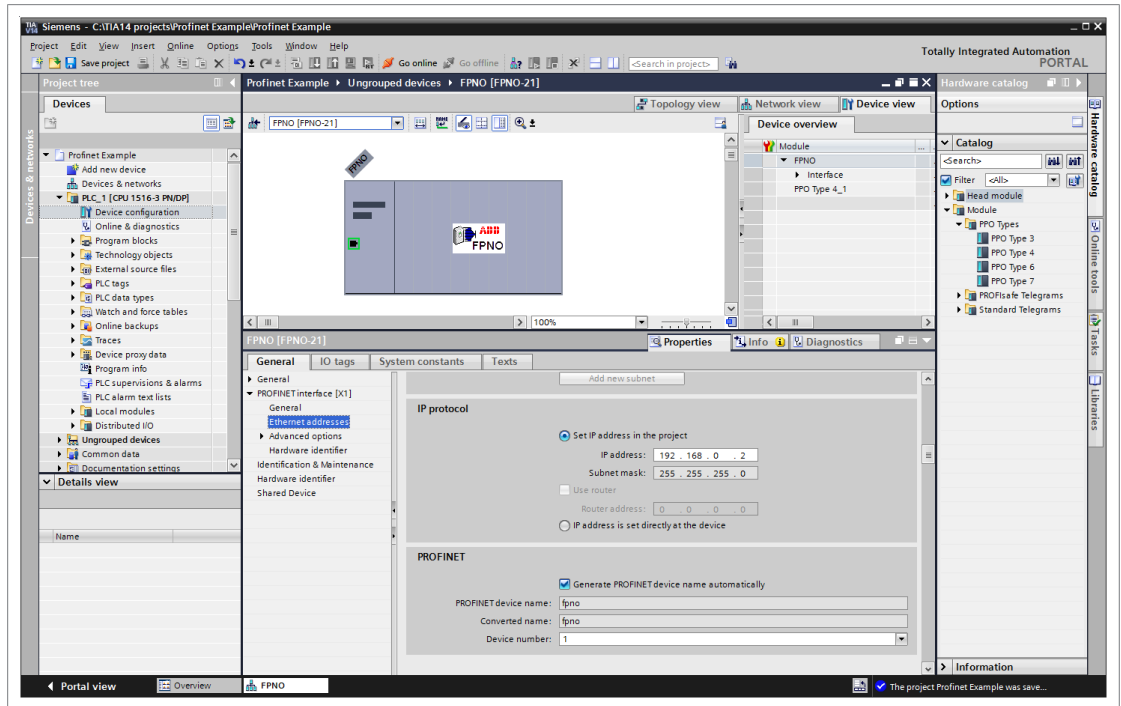 Siemens - C:\TIA14 projects\Profinet Example\Profinet Example
Project Edit View Insert Online Options Tools Window Help
Totally Integrated Automation
PORTAL
Save project Go online Go offline <Search in project>
Project tree
Profinet Example Ungrouped devices FPNO [FPNO-21]
Hardware catalog
Devices
Topology view Network view Device view
Options
FPNO [FPNO-21]
Device overview
Module ...
FPNO
Interface
PPO Type 4_1
Catalog
<Search>
Filter <All>
Head module
Module
PPO Types
PPO Type 3
PPO Type 4
PPO Type 6
PPO Type 7
PROFIsafe Telegrams
Standard Telegrams
Profinet Example
Add new device
Devices & networks
PLC_1 [CPU 1516-3 PN/DP]
Device configuration
Online & diagnostics
Program blocks
Technology objects
External source files
PLC tags
PLC data types
Watch and force tables
Online backups
Traces
Device proxy data
Program info
PLC supervisions & alarms
PLC alarm text lists
Local modules
Distributed I/O
Ungrouped devices
Common data
Documentation settings
Details view
Name
Devices & networks
FPNO
ABB
FPNO
100%
FPNO [FPNO-21]
Properties Info Diagnostics
General IO tags System constants Texts
General
PROFINET interface [X1]
General
Ethernet addresses
Advanced options
Hardware identifier
Identification & Maintenance
Hardware identifier
Shared Device
Add new subnet
IP protocol
Set IP address in the project
IP address: 192 . 168 . 0 . 2
Subnet mask: 255 . 255 . 255 . 0
Use router
Router address: 0 . 0 . 0 . 0
IP address is set directly at the device
PROFINET
Generate PROFINET device name automatically
PROFINET device name: fpno
Converted name: fpno
Device number: 1
Hardware catalog
Online tools
Tasks
Libraries
Information
Portal view Overview FPNO
The project Profinet Example was save...